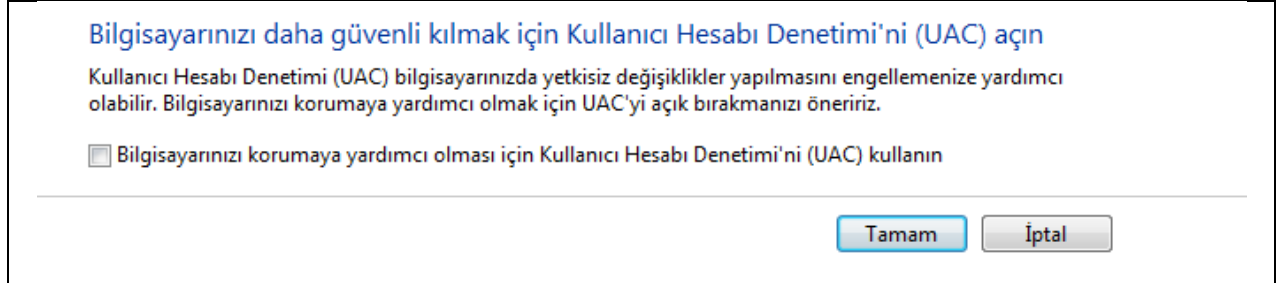 Bilgisayarınızı daha güvenli kılmak için Kullanıcı Hesabı Denetimi'ni (UAC) açın
Kullanıcı Hesabı Denetimi (UAC) bilgisayarınızda yetkisiz değişiklikler yapılmasını engellemenize yardımcı
olabilir. Bilgisayarınızı korumaya yardımcı olmak için UAC'yi açık bırakmanızı öneririz.
Bilgisayarınızı korumaya yardımcı olması için Kullanıcı Hesabı Denetimi'ni (UAC) kullanın
Tamam İptal